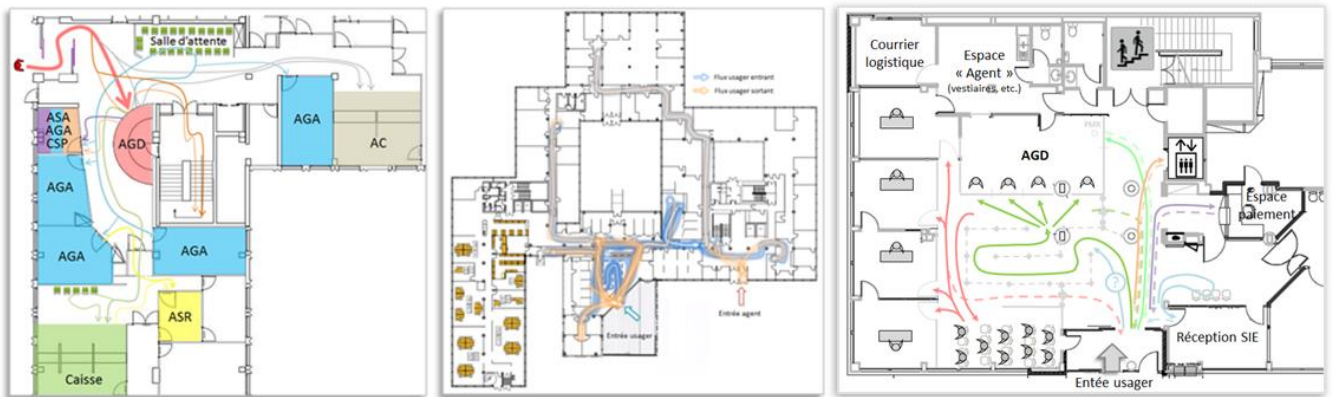 Salle d'attente
ASA
AGA
CSP
AGD
AGA
AC
AGA
AGA
AGA
ASR
Caisse
Flux usager entrant
Flux usager sortant
Entrée agent
Entrée usager
Courrier
logistique
Espace
« Agent »
(vestiaires, etc.)
PMR
AGD
Espace
paiement
?
Réception SIE
Entée usager